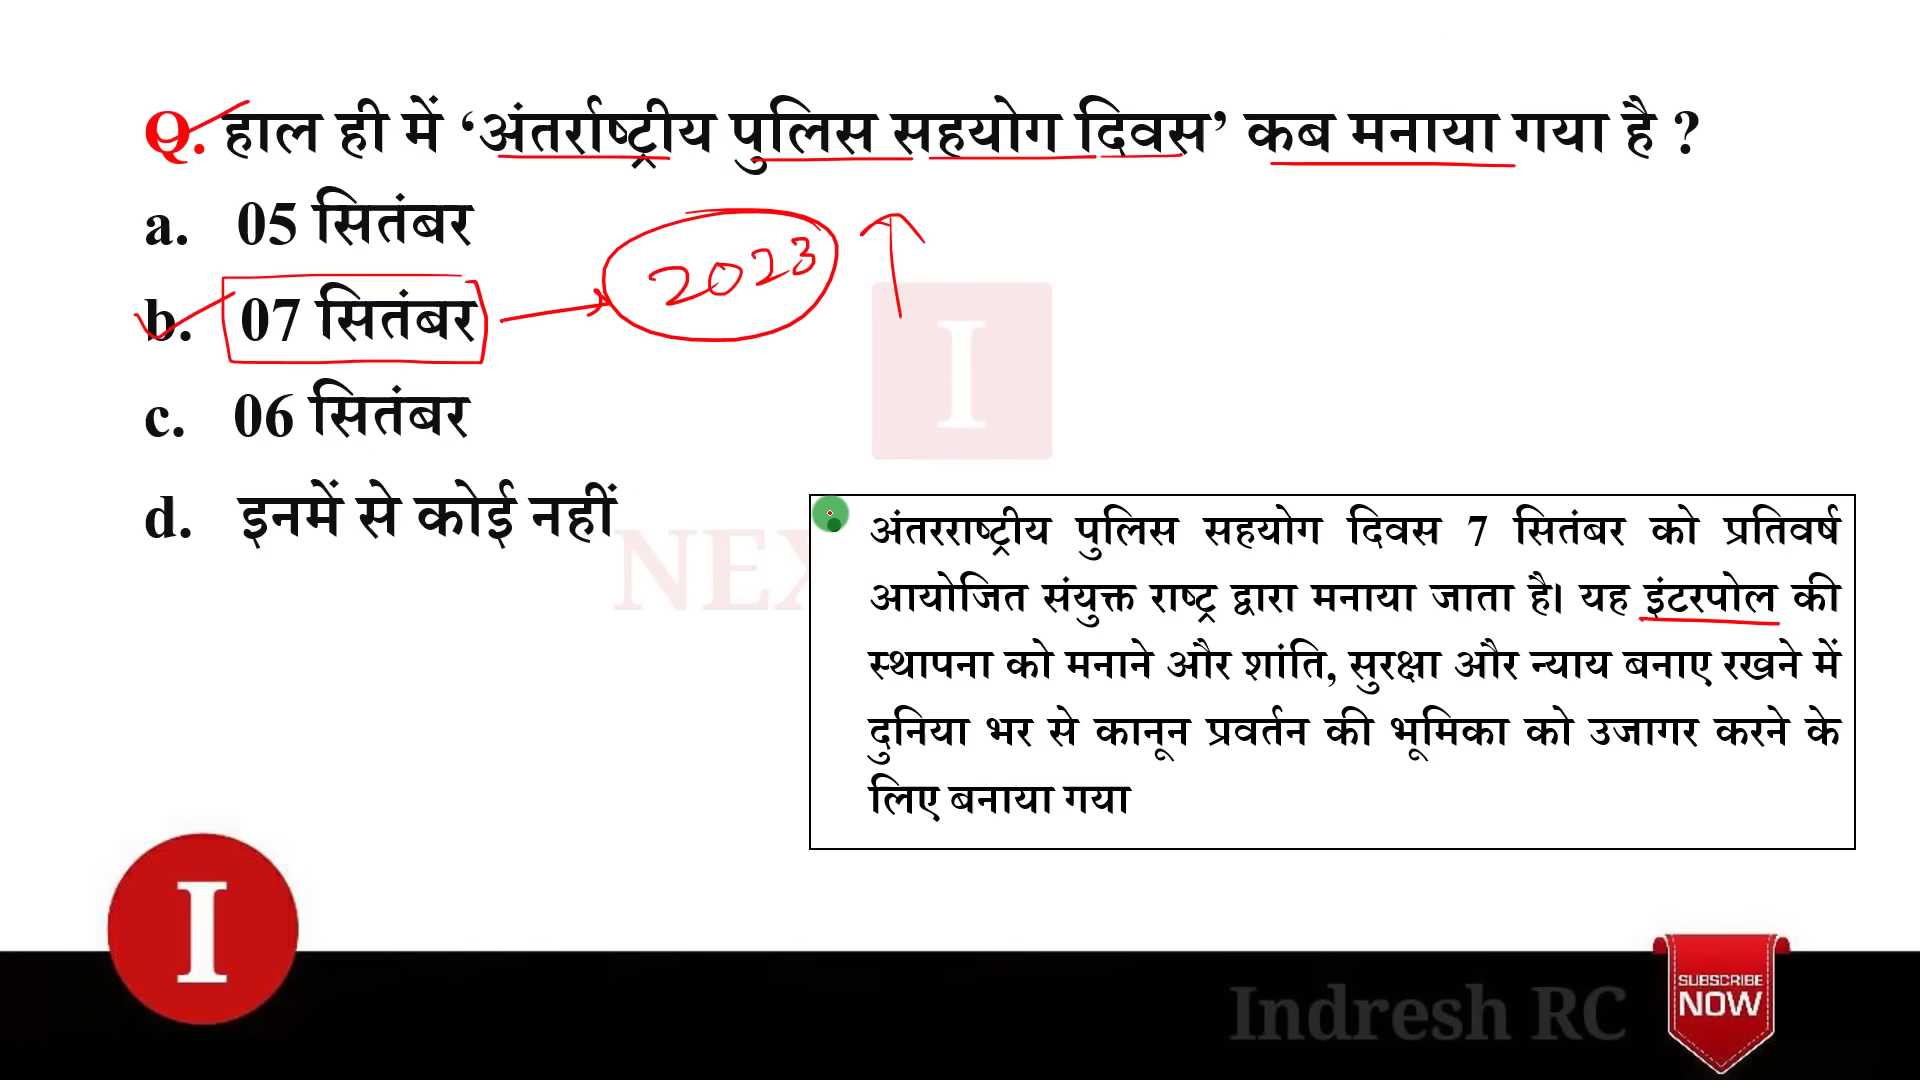 Q. हाल ही में ‘अंतर्राष्ट्रीय पुलिस सहयोग दिवस’ कब मनाया गया है ?
a. 05 सितंबर
b. 07 सितंबर
2023
c. 06 सितंबर
d. इनमें से कोई नहीं
I
NEX
अंतरराष्ट्रीय पुलिस सहयोग दिवस 7 सितंबर को प्रतिवर्ष
आयोजित संयुक्त राष्ट्र द्वारा मनाया जाता है। यह इंटरपोल की
स्थापना को मनाने और शांति, सुरक्षा और न्याय बनाए रखने में
दुनिया भर से कानून प्रवर्तन की भूमिका को उजागर करने के
लिए बनाया गया
I
Indresh RC
SUBSCRIBE
NOW